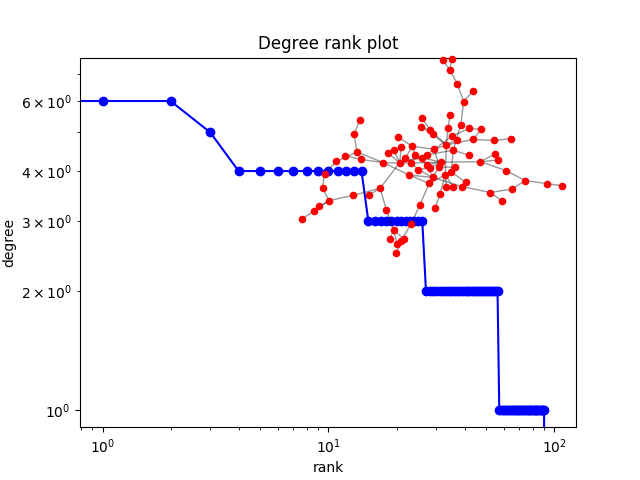 Degree rank plot
degree
6 × 10⁰
4 × 10⁰
3 × 10⁰
2 × 10⁰
10⁰
10⁰ 10¹ 10²
rank